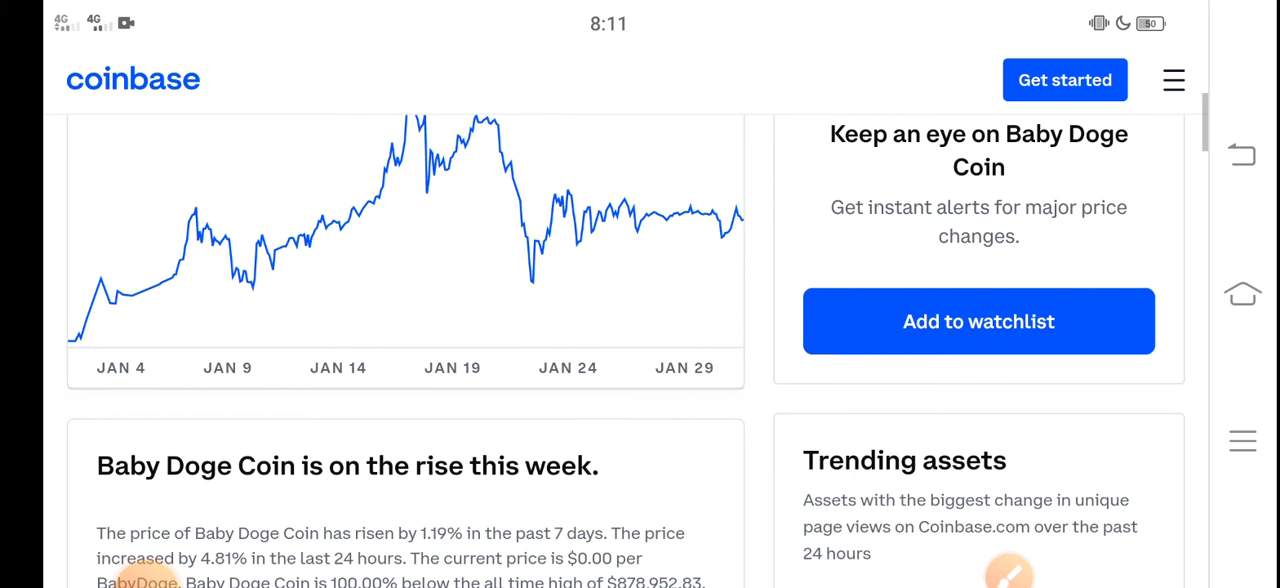 4G 4G 8:11 50
coinbase
Get started
JAN 4 JAN 9 JAN 14 JAN 19 JAN 24 JAN 29
Keep an eye on Baby Doge
Coin
Get instant alerts for major price
changes.
Add to watchlist
Baby Doge Coin is on the rise this week.
The price of Baby Doge Coin has risen by 1.19% in the past 7 days. The price
increased by 4.81% in the last 24 hours. The current price is $0.00 per
BabyDoge. Baby Doge Coin is 100.00% below the all time high of $878,952.83.
Trending assets
Assets with the biggest change in unique
page views on Coinbase.com over the past
24 hours